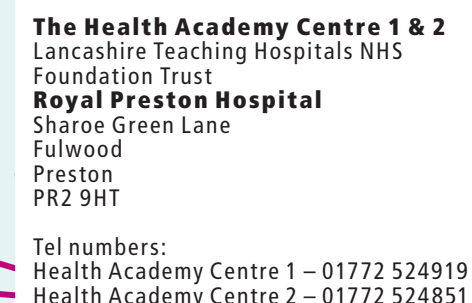 The Health Academy Centre 1 & 2
Lancashire Teaching Hospitals NHS
Foundation Trust
Royal Preston Hospital
Sharoe Green Lane
Fulwood
Preston
PR2 9HT
Tel numbers:
Health Academy Centre 1 – 01772 524919
Health Academy Centre 2 – 01772 524851